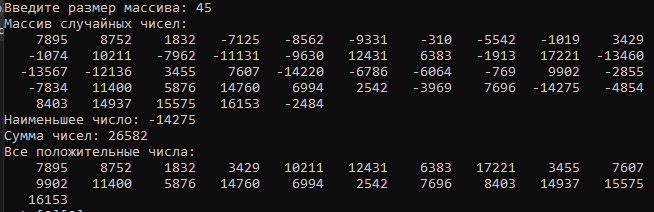 Введите размер массива: 45
Массив случайных чисел:
7895 8752 1832 -7125 -8562 -9331 -310 -5542 -1019 3429
-1074 10211 -7962 -11131 -9630 12431 6383 -1913 17221 -13460
-13567 -12136 3455 7607 -14220 -6786 -6064 -769 9902 -2855
-7834 11400 5876 14760 6994 2542 -3969 7696 -14275 -4854
8403 14937 15575 16153 -2484
Наименьшее число: -14275
Сумма чисел: 26582
Все положительные числа:
7895 8752 1832 3429 10211 12431 6383 17221 3455 7607
9902 11400 5876 14760 6994 2542 7696 8403 14937 15575
16153